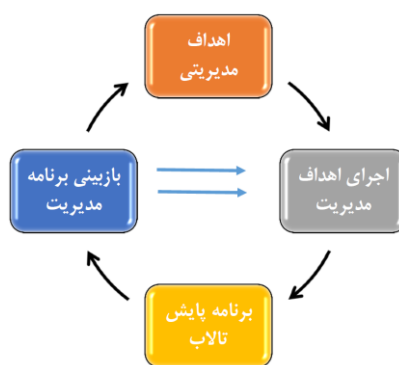 اهداف
مدیریتی
اجرای اهداف
مدیریت
برنامه پایش
تالاب
بازبینی برنامه
مدیریت